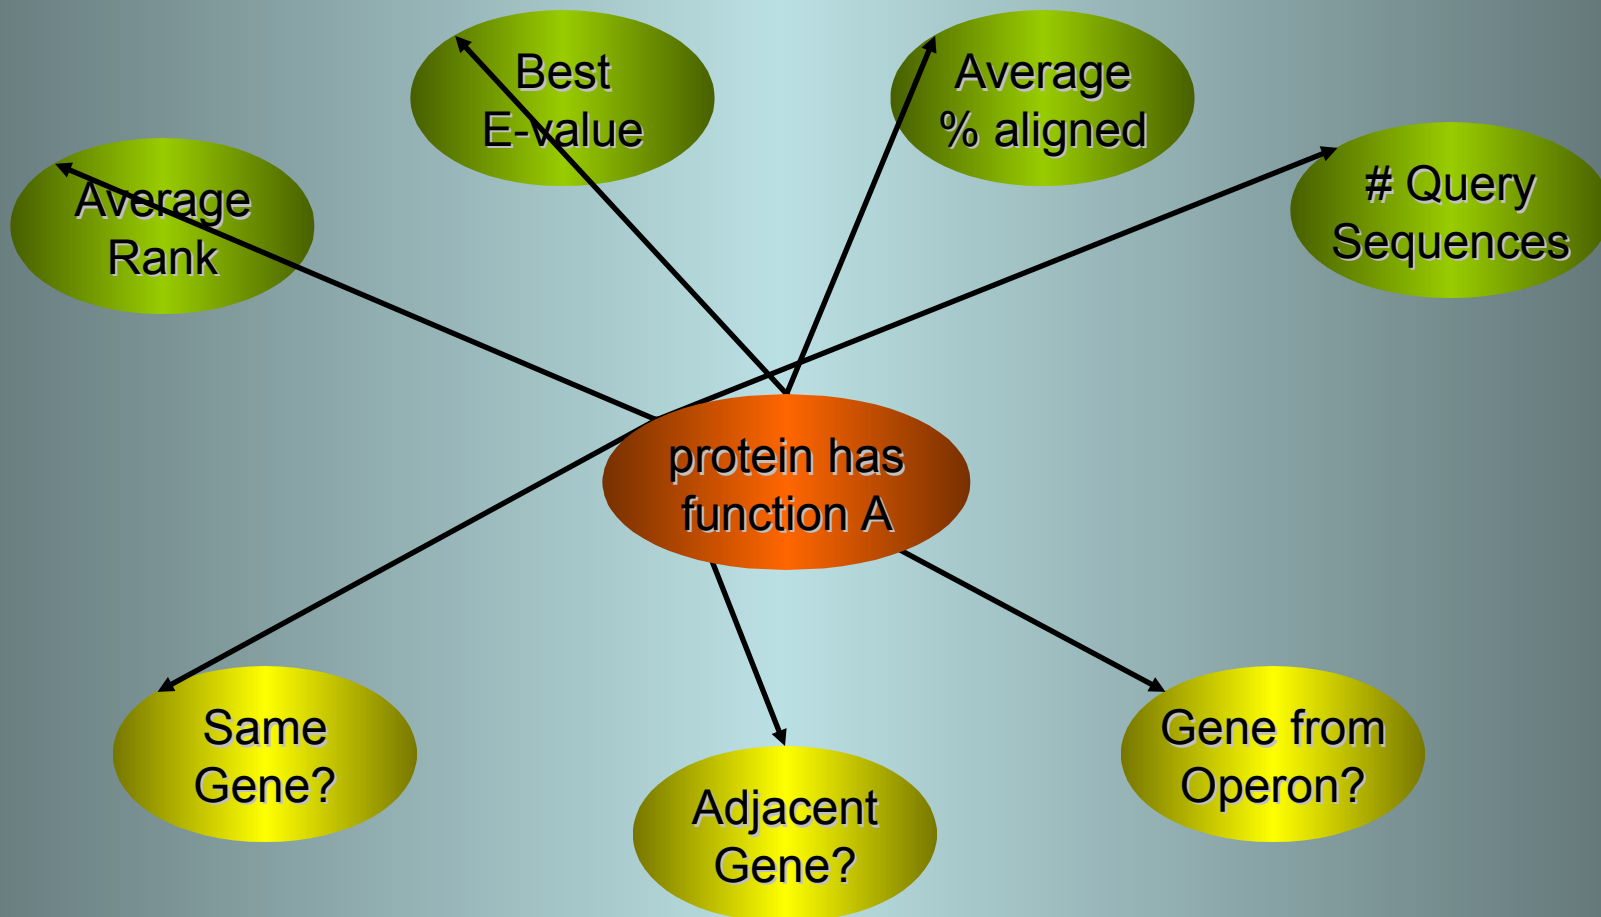 Best
E-value
Average
% aligned
Average
Rank
# Query
Sequences
protein has
function A
Same
Gene?
Adjacent
Gene?
Gene from
Operon?